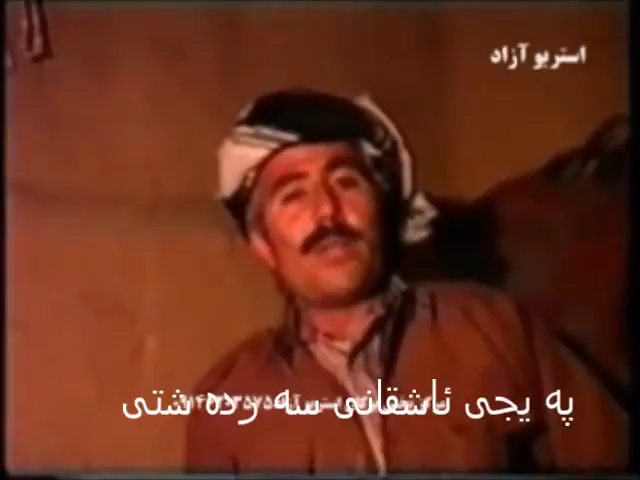 استریو آزاد
په یجی ئاشقانی سه رده شتی